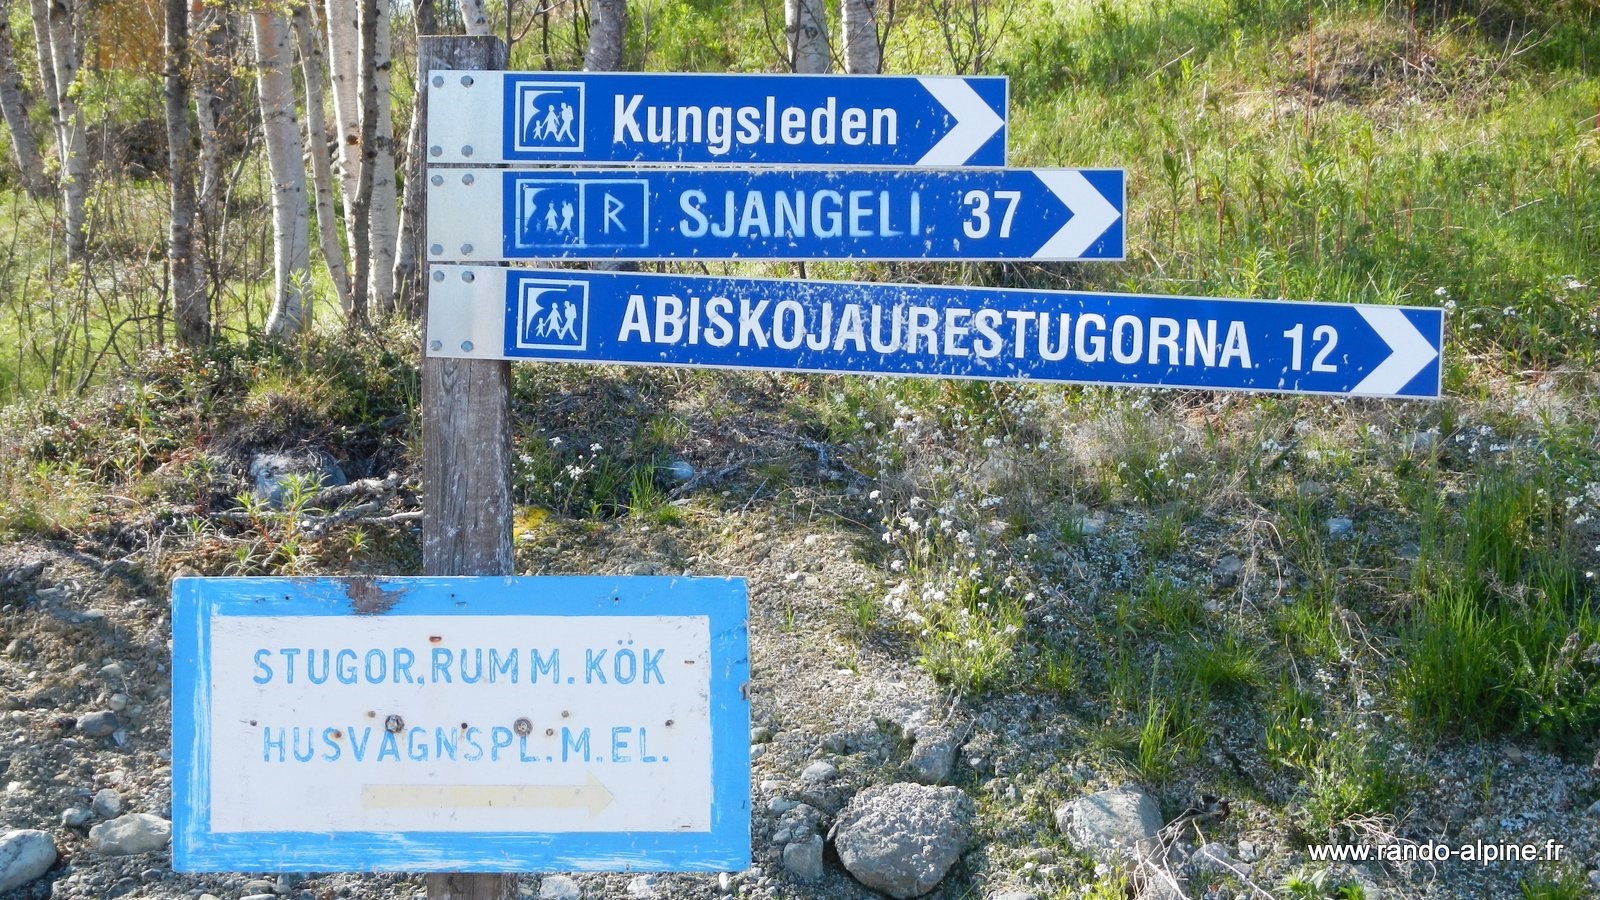 Kungsleden
R SJANGELI 37
ABISKOJAURESTUGORNA 12
STUGOR,RUM M. KÖK
HUSVAGNSPL.M.EL.
www.rando-alpine.fr